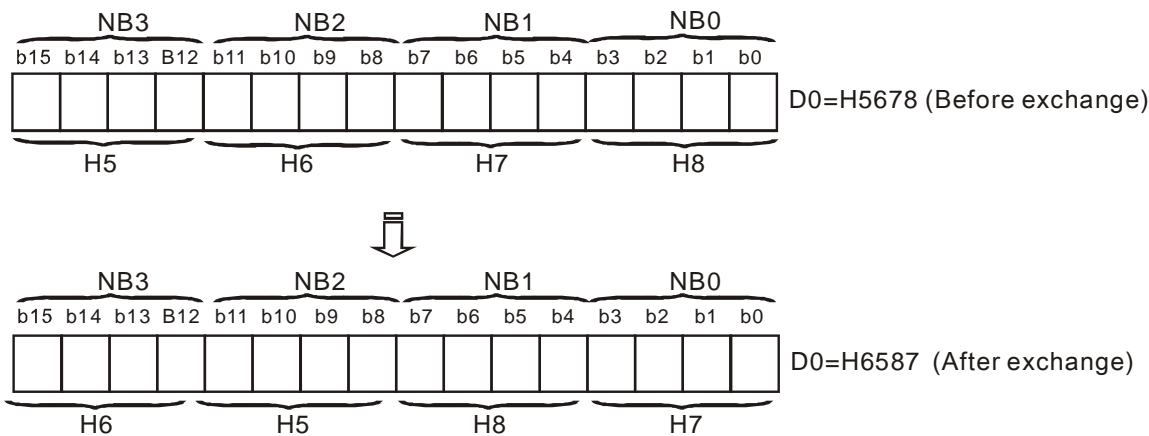 NB3 NB2 NB1 NB0
b15 b14 b13 B12 b11 b10 b9 b8 b7 b6 b5 b4 b3 b2 b1 b0
D0=H5678 (Before exchange)
H5 H6 H7 H8
NB3 NB2 NB1 NB0
b15 b14 b13 B12 b11 b10 b9 b8 b7 b6 b5 b4 b3 b2 b1 b0
D0=H6587 (After exchange)
H6 H5 H8 H7